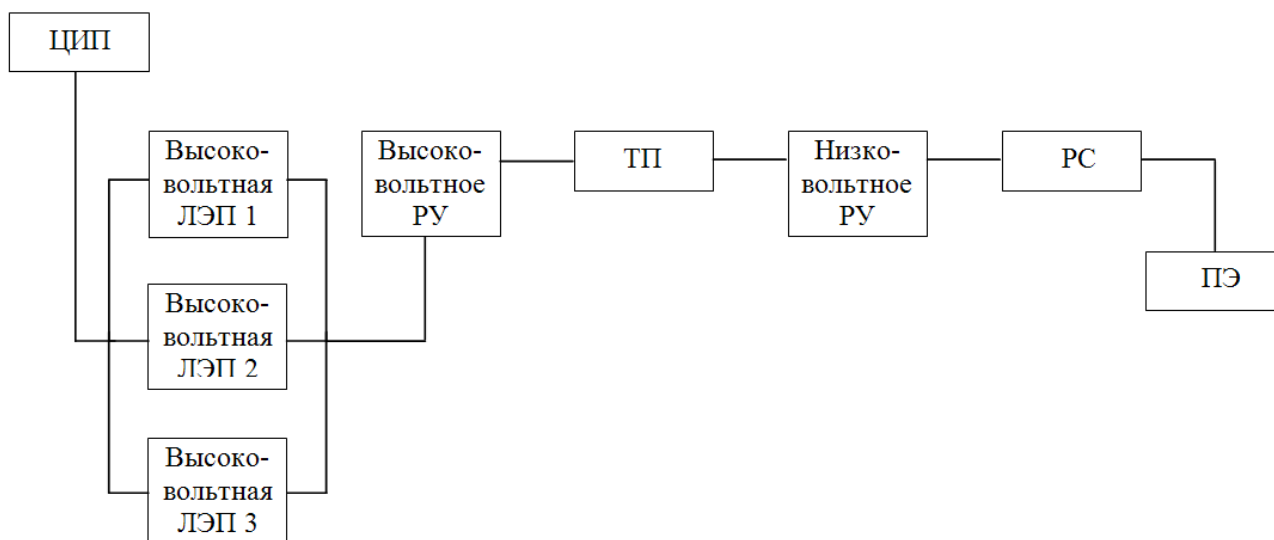 ЦИП
Высоко-
вольтная
ЛЭП 1
Высоко-
вольтное
РУ
ТП
Низко-
вольтное
РУ
РС
ПЭ
Высоко-
вольтная
ЛЭП 2
Высоко-
вольтная
ЛЭП 3